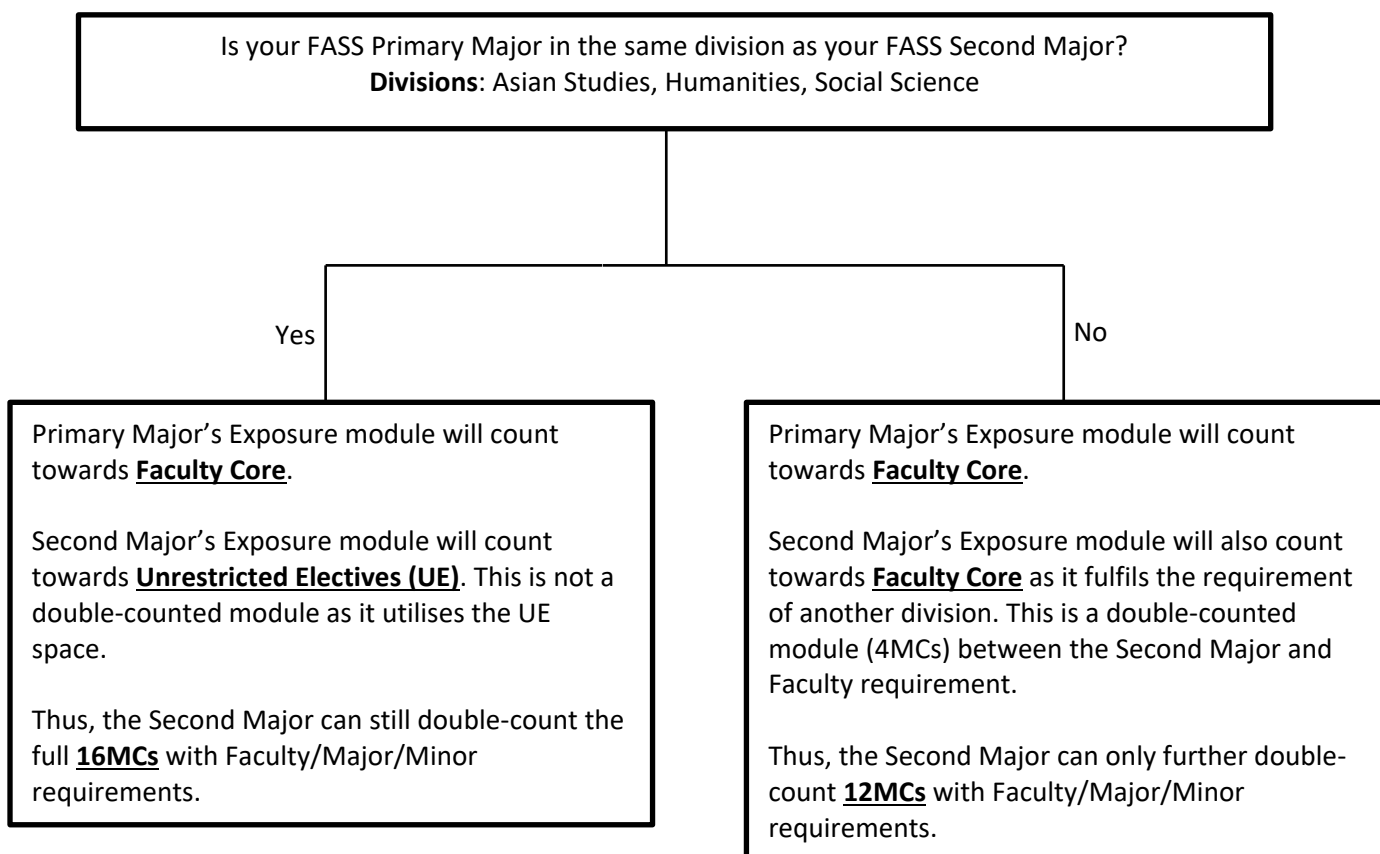 Is your FASS Primary Major in the same division as your FASS Second Major?
Divisions: Asian Studies, Humanities, Social Science
Yes
No
Primary Major’s Exposure module will count
towards Faculty Core.
Second Major’s Exposure module will count
towards Unrestricted Electives (UE). This is not a
double-counted module as it utilises the UE
space.
Thus, the Second Major can still double-count the
full 16MCs with Faculty/Major/Minor
requirements.
Primary Major’s Exposure module will count
towards Faculty Core.
Second Major’s Exposure module will also count
towards Faculty Core as it fulfils the requirement
of another division. This is a double-counted
module (4MCs) between the Second Major and
Faculty requirement.
Thus, the Second Major can only further double-
count 12MCs with Faculty/Major/Minor
requirements.